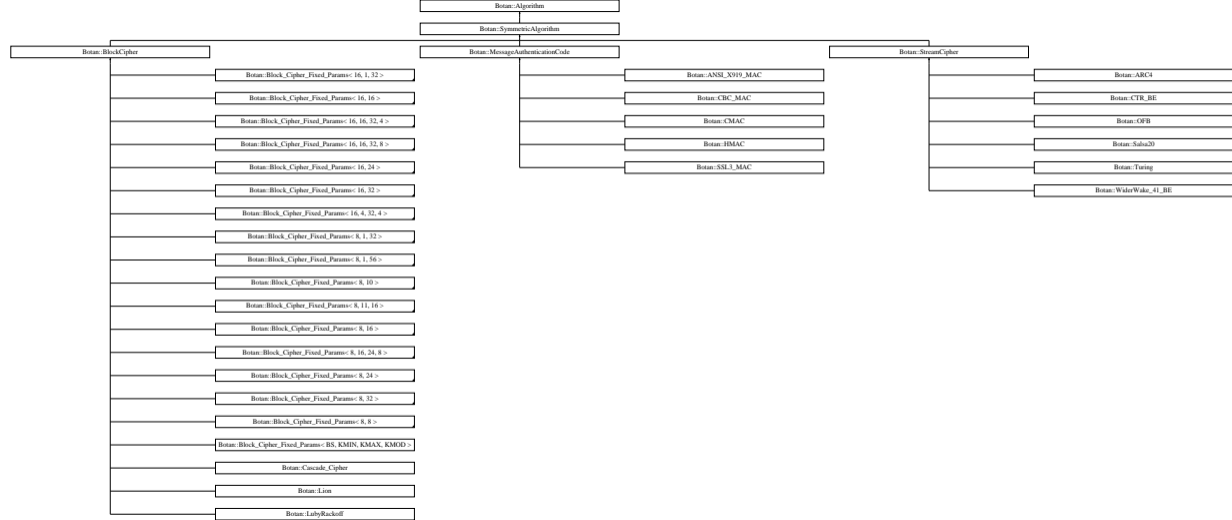 Botan::Algorithm
Botan::SymmetricAlgorithm
Botan::BlockCipher
Botan::MessageAuthenticationCode
Botan::StreamCipher
Botan::Block_Cipher_Fixed_Params< 16, 1, 32 >
Botan::ANSI_X919_MAC
Botan::ARC4
Botan::Block_Cipher_Fixed_Params< 16, 16 >
Botan::CBC_MAC
Botan::CTR_BE
Botan::Block_Cipher_Fixed_Params< 16, 16, 32, 4 >
Botan::CMAC
Botan::OFB
Botan::Block_Cipher_Fixed_Params< 16, 16, 32, 8 >
Botan::HMAC
Botan::Salsa20
Botan::Block_Cipher_Fixed_Params< 16, 24 >
Botan::SSL3_MAC
Botan::Turing
Botan::Block_Cipher_Fixed_Params< 16, 32 >
Botan::WiderWake_41_BE
Botan::Block_Cipher_Fixed_Params< 16, 4, 32, 4 >
Botan::Block_Cipher_Fixed_Params< 8, 1, 32 >
Botan::Block_Cipher_Fixed_Params< 8, 1, 56 >
Botan::Block_Cipher_Fixed_Params< 8, 10 >
Botan::Block_Cipher_Fixed_Params< 8, 11, 16 >
Botan::Block_Cipher_Fixed_Params< 8, 16 >
Botan::Block_Cipher_Fixed_Params< 8, 16, 24, 8 >
Botan::Block_Cipher_Fixed_Params< 8, 24 >
Botan::Block_Cipher_Fixed_Params< 8, 32 >
Botan::Block_Cipher_Fixed_Params< 8, 8 >
Botan::Block_Cipher_Fixed_Params< BS, KMIN, KMAX, KMOD >
Botan::Cascade_Cipher
Botan::Lion
Botan::LubyRackoff